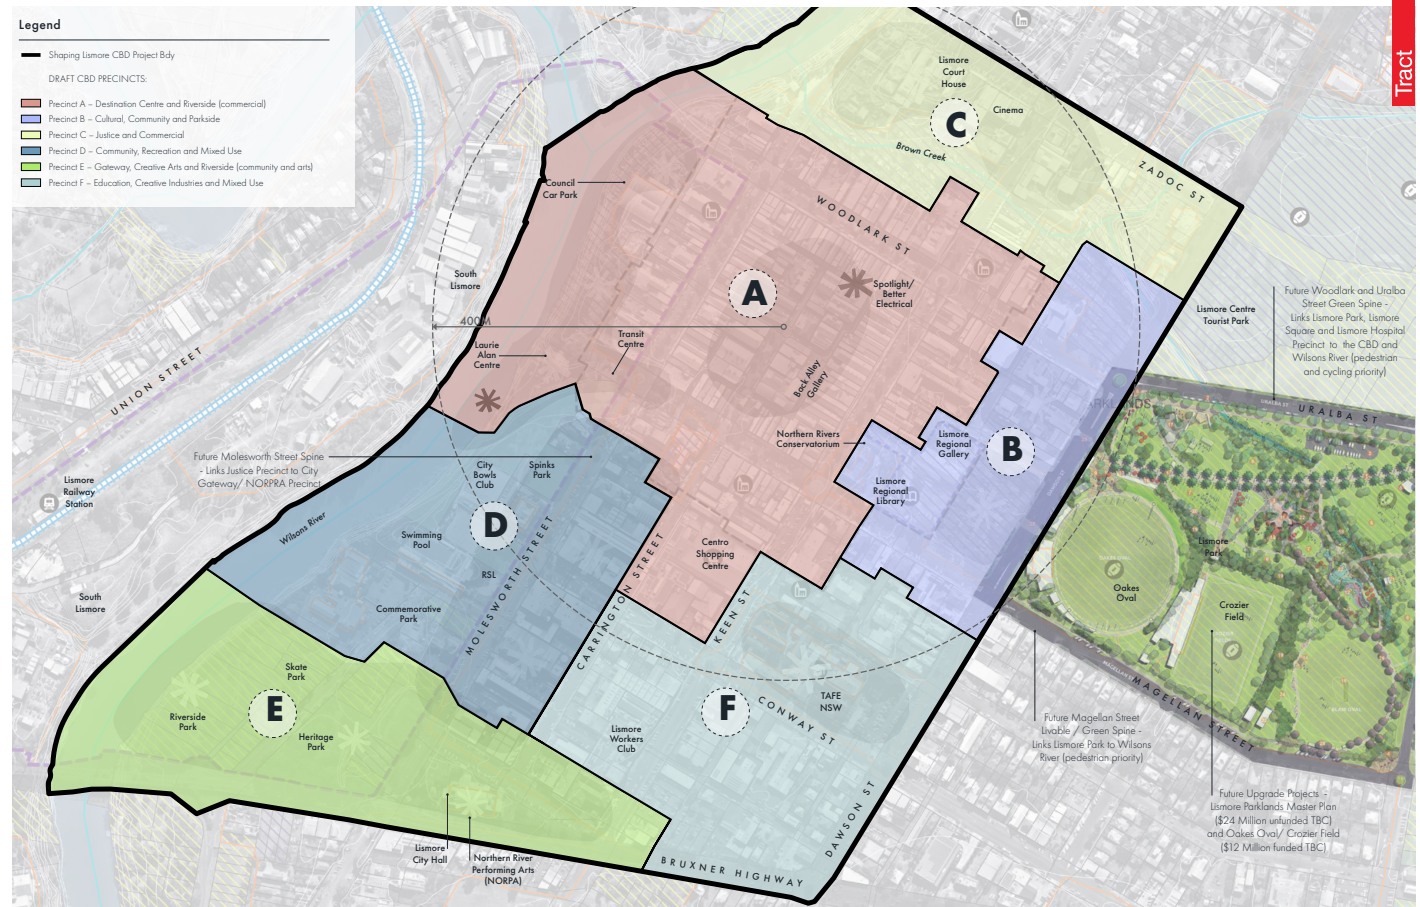 Legend
Shaping Lismore CBD Project Bdy
DRAFT CBD PRECINCTS:
Precinct A – Destination Centre and Riverside (commercial)
Precinct B – Cultural, Community and Parkside
Precinct C – Justice and Commercial
Precinct D – Community, Recreation and Mixed Use
Precinct E – Gateway, Creative Arts and Riverside (community and arts)
Precinct F – Education, Creative Industries and Mixed Use
Tract
Lismore
Court
House
Cinema
C
Brown Creek
ZADOC ST
Council
Car Park
WOODLARK ST
South
Lismore
A
Spotlight/
Better
Electrical
400M
Laurie
Alan
Centre
Transit
Centre
Back Alley
Gallery
UNION STREET
Lismore Centre
Tourist Park
Future Woodlark and Uralba
Street Green Spine -
Links Lismore Park, Lismore
Square and Lismore Hospital
Precinct to the CBD and
Wilsons River (pedestrian
and cycling priority)
URALBA ST
URALBA ST
Northern Rivers
Conservatorium
Lismore
Regional
Gallery
B
Lismore
Regional
Library
Future Molesworth Street Spine
- Links Justice Precinct to City
Gateway/ NORPRA Precinct
Lismore
Railway
Station
City
Bowls
Club
Spinks
Park
Wilsons River
D
Swimming
Pool
RSL
MOLESWORTH STREET
Commemorative
Park
CARRINGTON STREET
Centro
Shopping
Centre
KEEN ST
South
Lismore
Lismore
Park
Oakes
Oval
Crozier
Field
MAGELLAN STREET
Skate
Park
Riverside
Park
E
Heritage
Park
F
CONWAY ST
TAFE
NSW
Lismore
Workers
Club
DAWSON ST
Future Magellan Street
Livable / Green Spine -
Links Lismore Park to Wilsons
River (pedestrian priority)
Future Upgrade Projects -
Lismore Parklands Master Plan
($24 Million unfunded TBC)
and Oakes Oval/ Crozier Field
($12 Million funded TBC)
Lismore
City Hall
Northern River
Performing Arts
(NORPA)
BRUXNER HIGHWAY